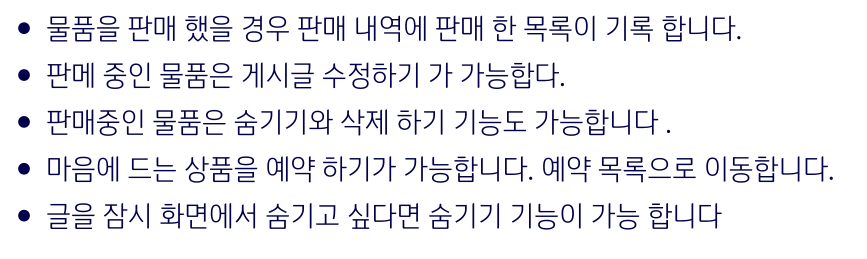 • 물품을 판매 했을 경우 판매 내역에 판매 한 목록이 기록 합니다.
• 판메 중인 물품은 게시글 수정하기 가 가능합다.
• 판매중인 물품은 숨기기와 삭제 하기 기능도 가능합니다 .
• 마음에 드는 상품을 예약 하기가 가능합니다. 예약 목록으로 이동합니다.
• 글을 잠시 화면에서 숨기고 싶다면 숨기기 기능이 가능 합니다